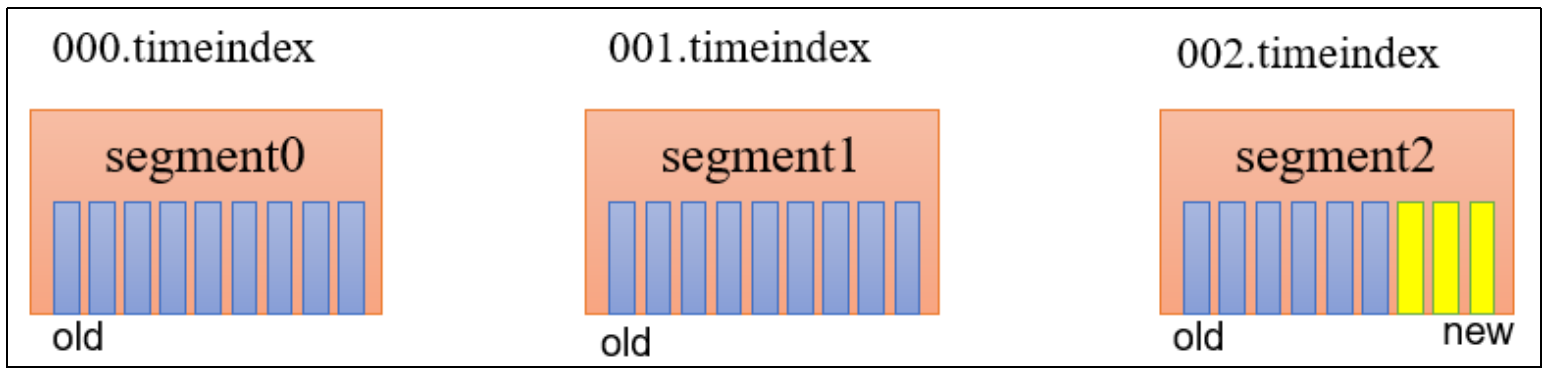 000.timeindex
001.timeindex
002.timeindex
segment0
segment1
segment2
old
old
old
new